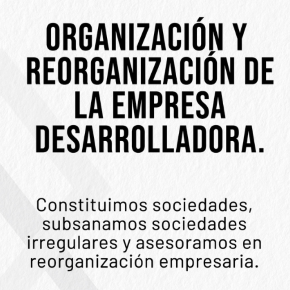 ORGANIZACIÓN Y
REORGANIZACIÓN DE
LA EMPRESA
DESARROLLADORA.
Constituimos sociedades,
subsanamos sociedades
irregulares y asesoramos en
reorganización empresaria.